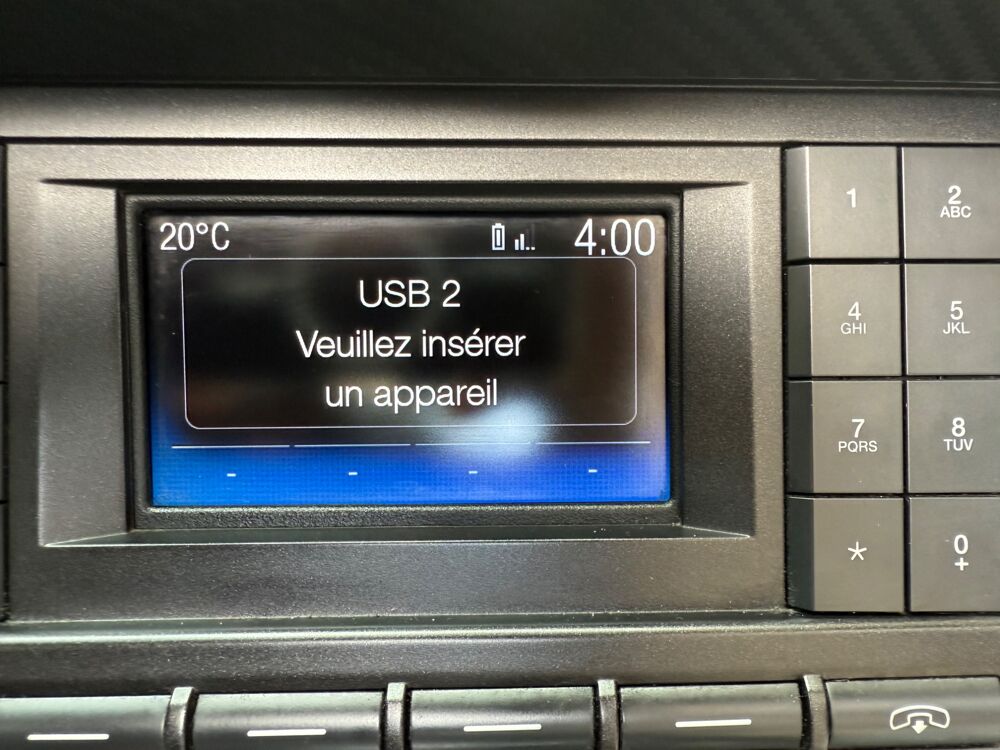 20°C 4:00
USB 2
Veuillez insérer
un appareil
- - - -
1 2
ABC
4 5
GHI JKL
7 8
PQRS TUV
* 0
+